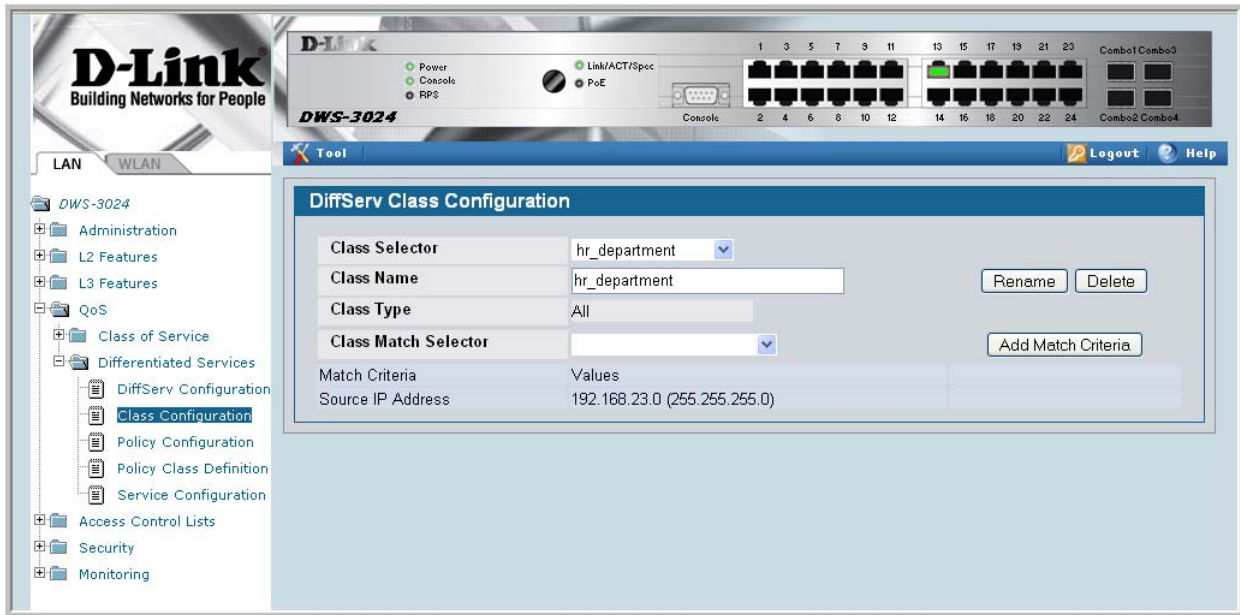 D-Link
Building Networks for People
D-Link
DWS-3024
Power
Console
RPS
Link/ACT/Spec
PoE
Console
1 3 5 7 9 11
2 4 6 8 10 12
13 15 17 19 21 23
14 16 18 20 22 24
Combo1 Combo3
Combo2 Combo4
LAN
WLAN
Tool
Logout
Help
DWS-3024
Administration
L2 Features
L3 Features
QoS
Class of Service
Differentiated Services
DiffServ Configuration
Class Configuration
Policy Configuration
Policy Class Definition
Service Configuration
Access Control Lists
Security
Monitoring
DiffServ Class Configuration
Class Selector hr_department
Class Name hr_department Rename Delete
Class Type All
Class Match Selector Add Match Criteria
Match Criteria Values
Source IP Address 192.168.23.0 (255.255.255.0)